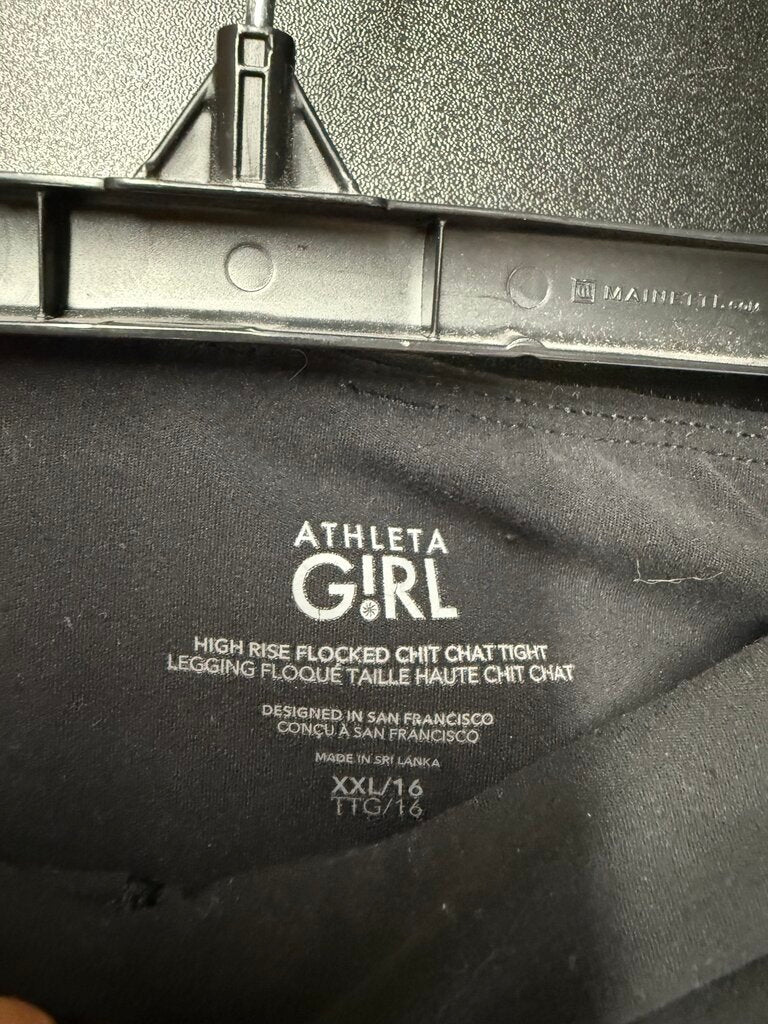 MAINETTI.COM
ATHLETA
G!RL
HIGH RISE FLOCKED CHIT CHAT TIGHT
LEGGING FLOQUÉ TAILLE HAUTE CHIT CHAT
DESIGNED IN SAN FRANCISCO
CONÇU À SAN FRANCISCO
MADE IN SRI LANKA
XXL/16
TTG/16